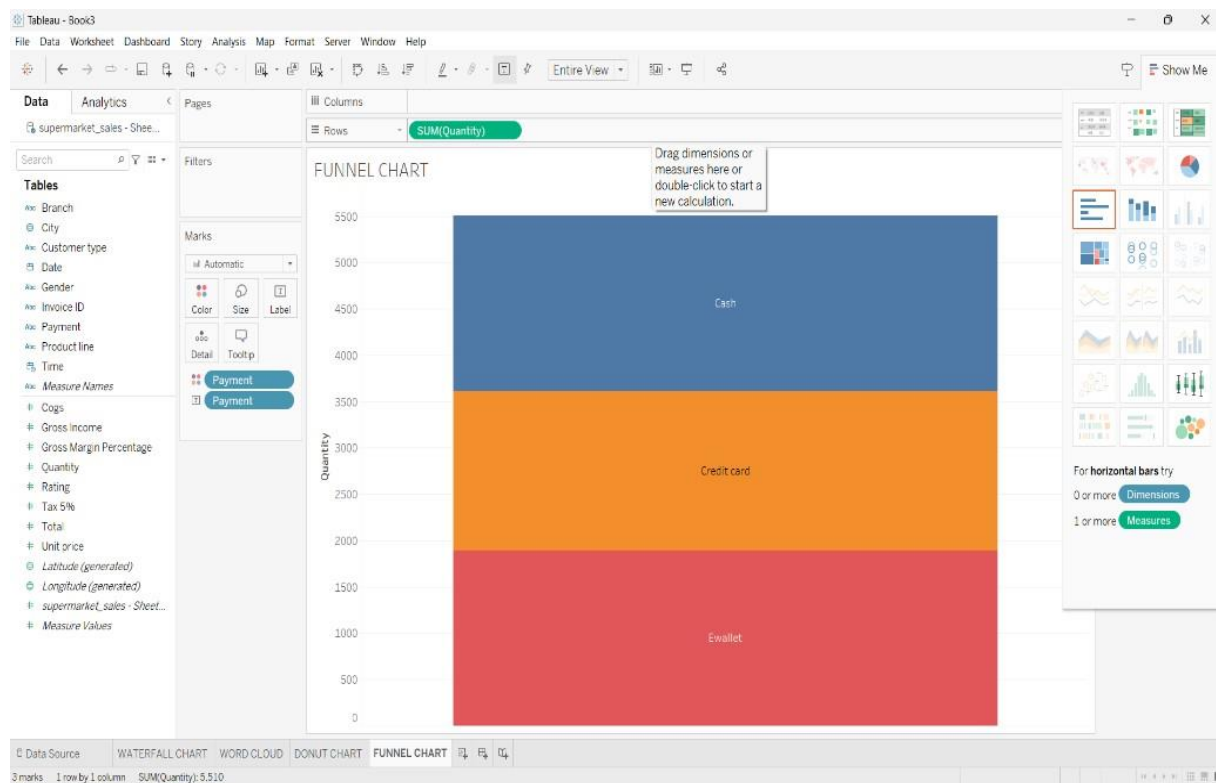 Tableau - Book3
File Data Worksheet Dashboard Story Analysis Map Format Server Window Help
Entire View
Show Me
Data Analytics
supermarket_sales - Shee...
Search
Tables
Abc Branch
City
Abc Customer type
Date
Abc Gender
Abc Invoice ID
Abc Payment
Abc Product line
Time
Abc Measure Names
# Cogs
# Gross Income
# Gross Margin Percentage
# Quantity
# Rating
# Tax 5%
# Total
# Unit price
Latitude (generated)
Longitude (generated)
# supermarket_sales - Sheet...
# Measure Values
Pages
Filters
Marks
Automatic
Color Size Label
Detail Tooltip
Payment
Payment
Columns
Rows SUM(Quantity)
FUNNEL CHART
Drag dimensions or
measures here or
double-click to start a
new calculation.
5500
5000
4500
4000
3500
3000
2500
2000
1500
1000
500
0
Quantity
Cash
Credit card
Ewallet
For horizontal bars try
0 or more Dimensions
1 or more Measures
Data Source WATERFALL CHART WORD CLOUD DONUT CHART FUNNEL CHART
3 marks 1 row by 1 column SUM(Quantity): 5,510